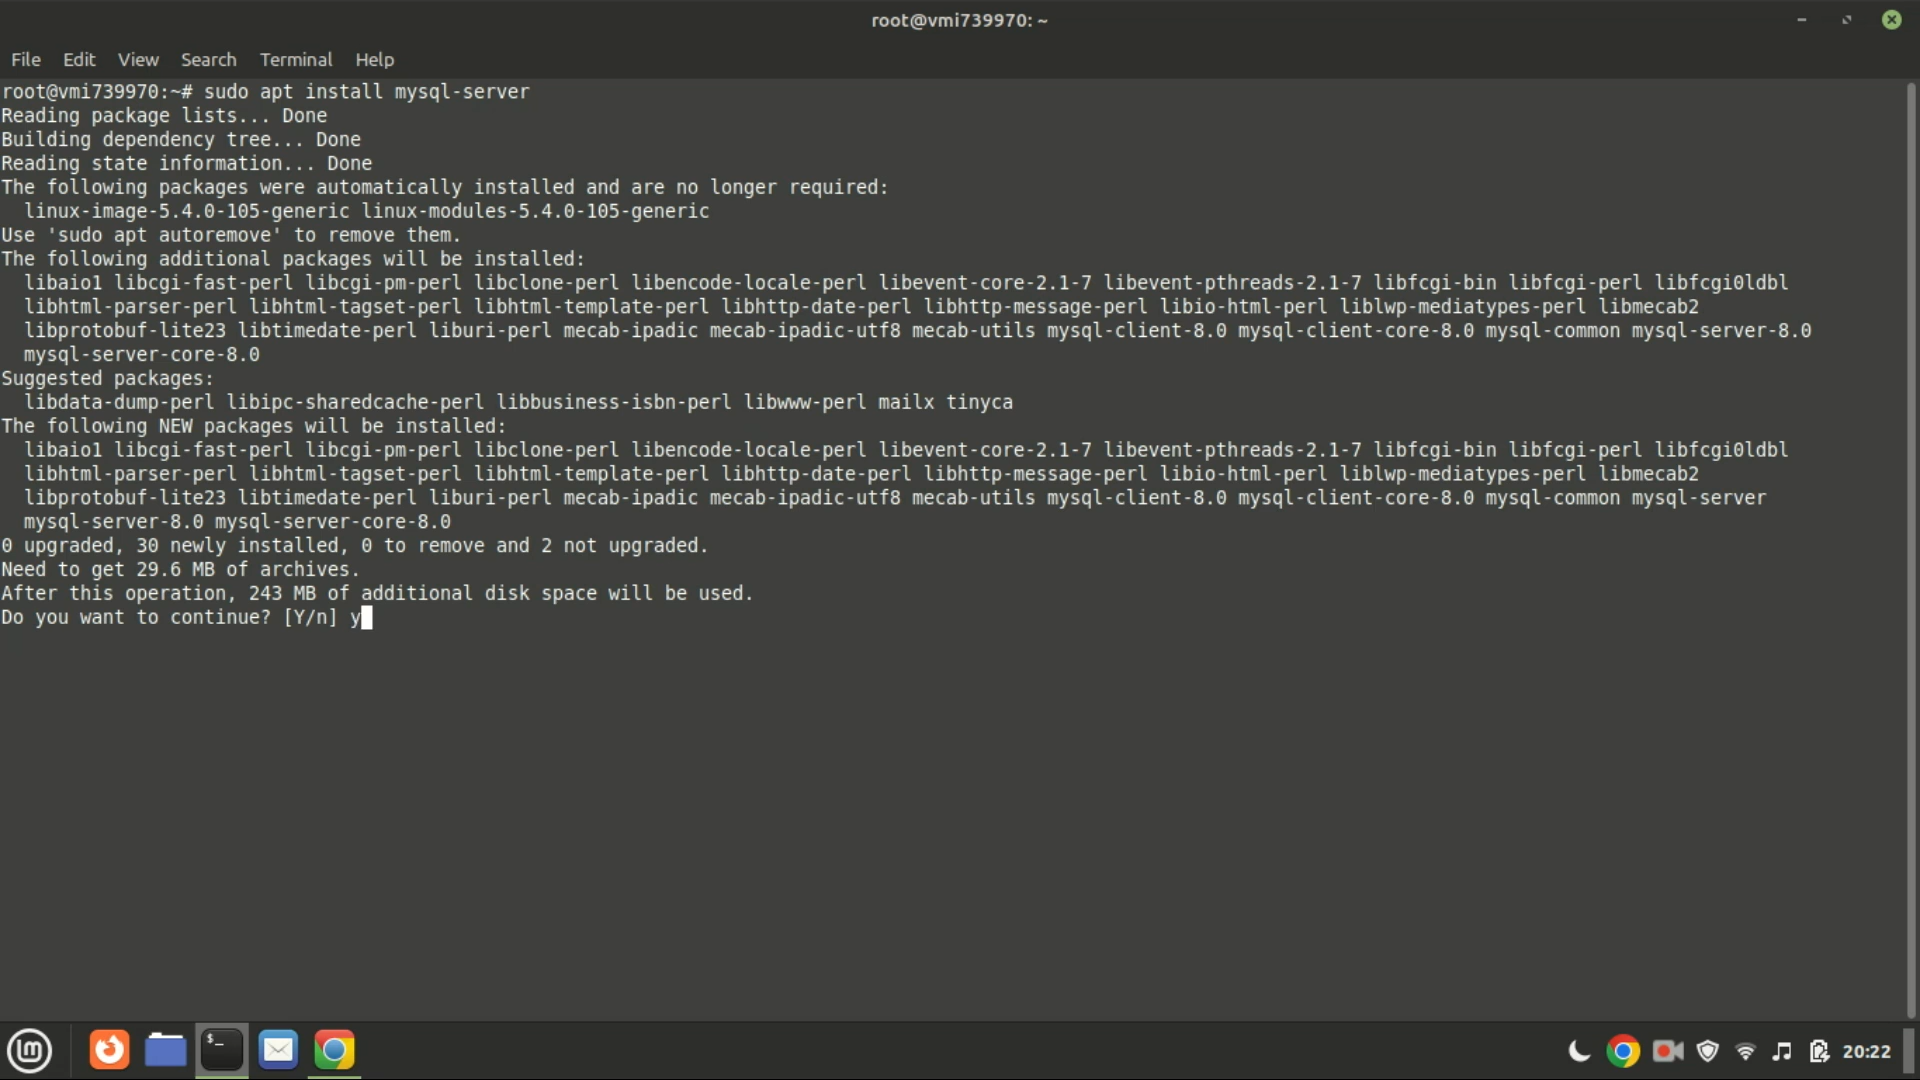 root@vmi739970: ~
File Edit View Search Terminal Help
root@vmi739970:~# sudo apt install mysql-server
Reading package lists... Done
Building dependency tree... Done
Reading state information... Done
The following packages were automatically installed and are no longer required:
  linux-image-5.4.0-105-generic linux-modules-5.4.0-105-generic
Use 'sudo apt autoremove' to remove them.
The following additional packages will be installed:
  libaio1 libcgi-fast-perl libcgi-pm-perl libclone-perl libencode-locale-perl libevent-core-2.1-7 libevent-pthreads-2.1-7 libfcgi-bin libfcgi-perl libfcgi0ldbl
  libhtml-parser-perl libhtml-tagset-perl libhtml-template-perl libhttp-date-perl libhttp-message-perl libio-html-perl liblwp-mediatypes-perl libmecab2
  libprotobuf-lite23 libtimedate-perl liburi-perl mecab-ipadic mecab-ipadic-utf8 mecab-utils mysql-client-8.0 mysql-client-core-8.0 mysql-common mysql-server-8.0
  mysql-server-core-8.0
Suggested packages:
  libdata-dump-perl libipc-sharedcache-perl libbusiness-isbn-perl libwww-perl mailx tinyca
The following NEW packages will be installed:
  libaio1 libcgi-fast-perl libcgi-pm-perl libclone-perl libencode-locale-perl libevent-core-2.1-7 libevent-pthreads-2.1-7 libfcgi-bin libfcgi-perl libfcgi0ldbl
  libhtml-parser-perl libhtml-tagset-perl libhtml-template-perl libhttp-date-perl libhttp-message-perl libio-html-perl liblwp-mediatypes-perl libmecab2
  libprotobuf-lite23 libtimedate-perl liburi-perl mecab-ipadic mecab-ipadic-utf8 mecab-utils mysql-client-8.0 mysql-client-core-8.0 mysql-common mysql-server
  mysql-server-8.0 mysql-server-core-8.0
0 upgraded, 30 newly installed, 0 to remove and 2 not upgraded.
Need to get 29.6 MB of archives.
After this operation, 243 MB of additional disk space will be used.
Do you want to continue? [Y/n] y
$_
20:22